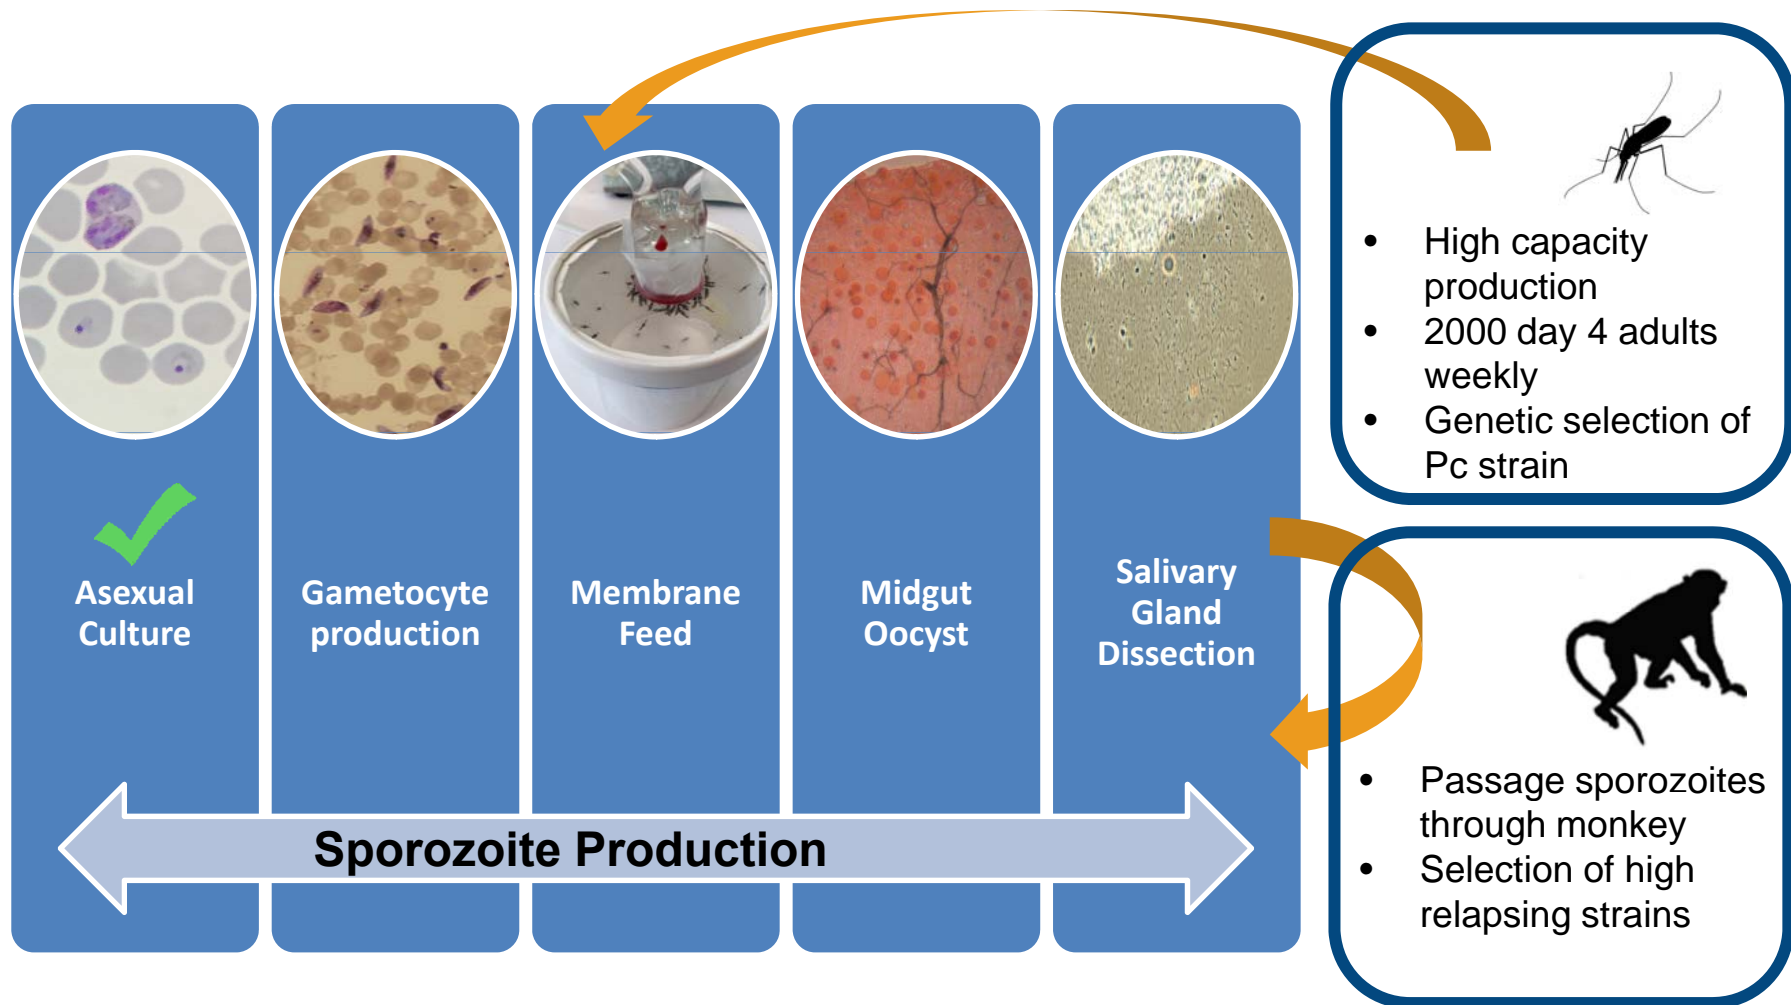 Asexual
Culture
Gametocyte
production
Membrane
Feed
Midgut
Oocyst
Salivary
Gland
Dissection
Sporozoite Production
• High capacity
production
• 2000 day 4 adults
weekly
• Genetic selection of
Pc strain
• Passage sporozoites
through monkey
• Selection of high
relapsing strains